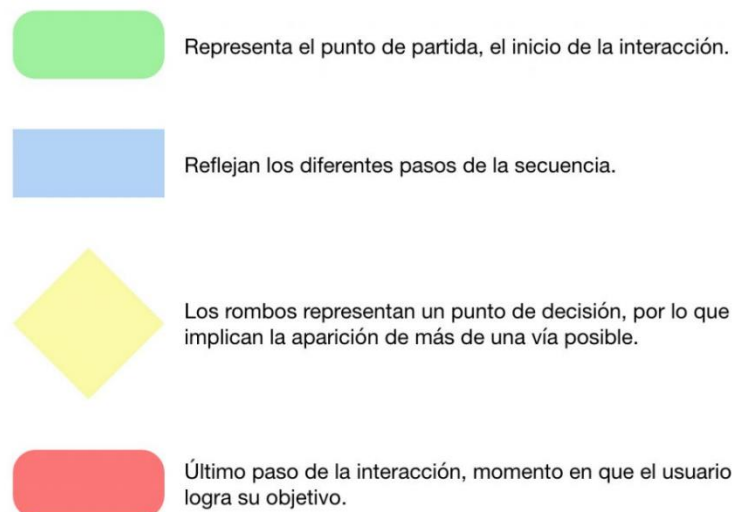 Representa el punto de partida, el inicio de la interacción.
Reflejan los diferentes pasos de la secuencia.
Los rombos representan un punto de decisión, por lo que
implican la aparición de más de una vía posible.
Último paso de la interacción, momento en que el usuario
logra su objetivo.